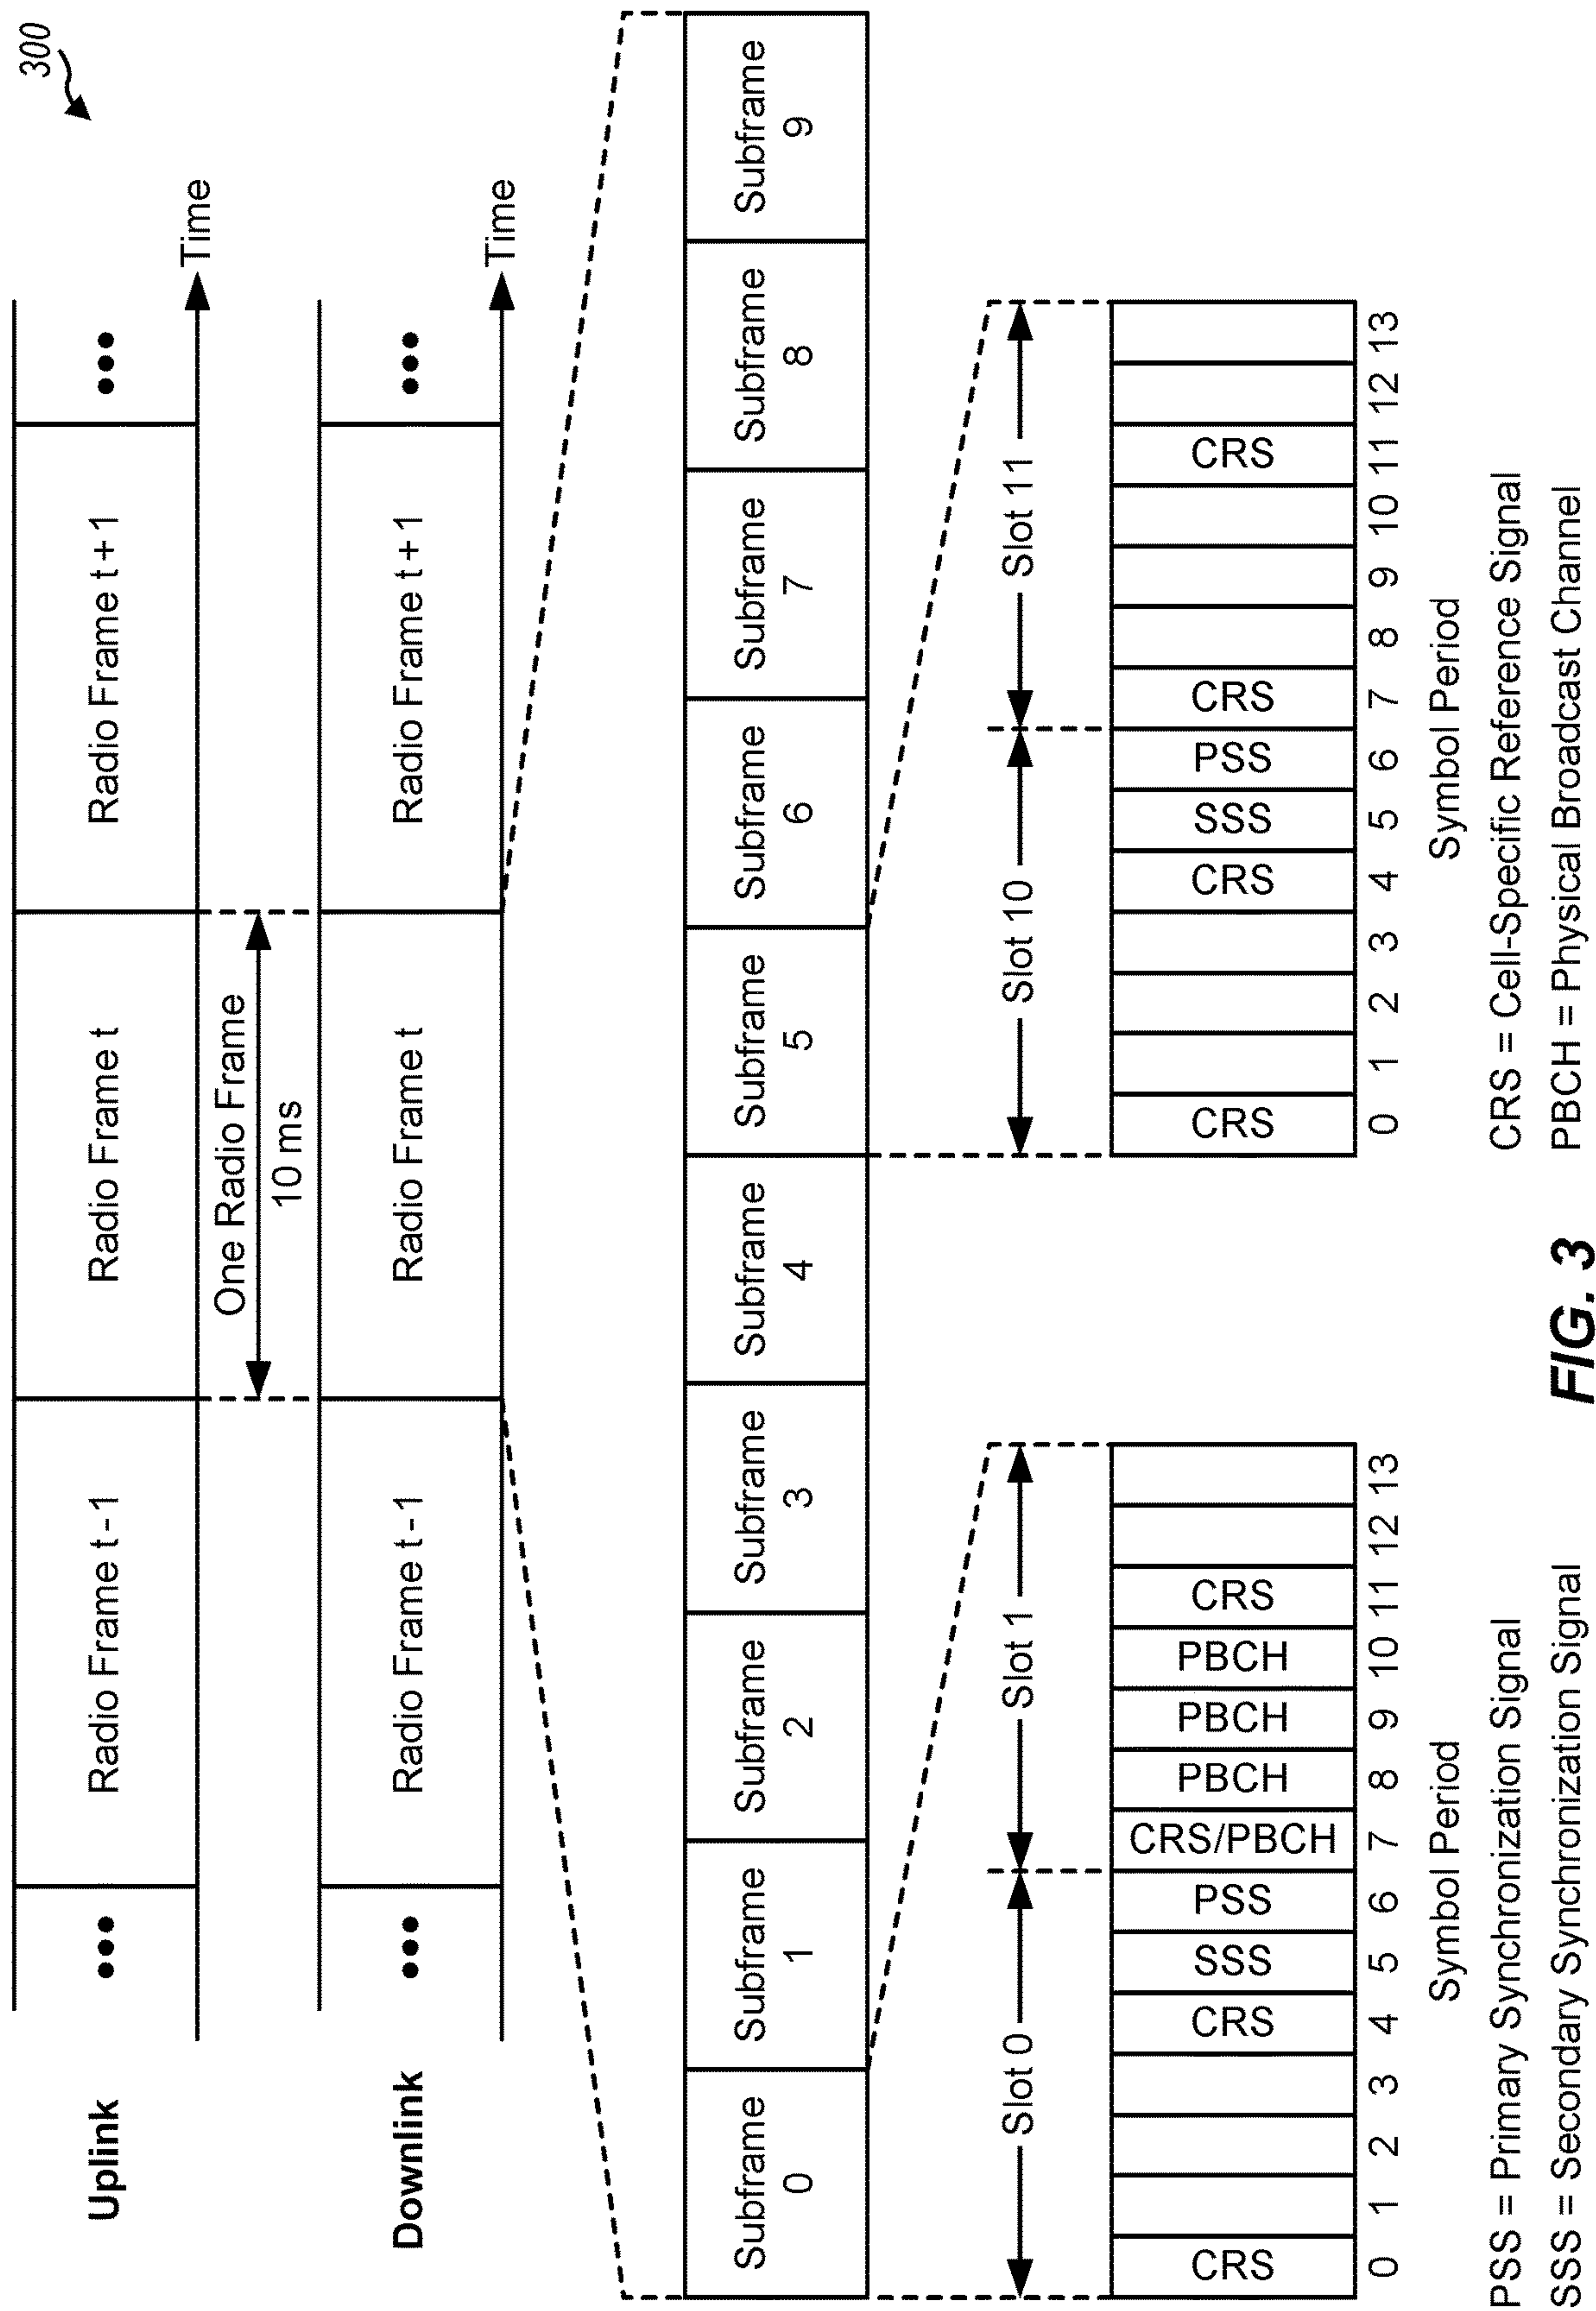 300
Uplink
•••
Radio Frame t - 1
Radio Frame t
Radio Frame t + 1
•••
Time
One Radio Frame
10 ms
Downlink
•••
Radio Frame t - 1
Radio Frame t
Radio Frame t + 1
•••
Time
Subframe
0
Subframe
1
Subframe
2
Subframe
3
Subframe
4
Subframe
5
Subframe
6
Subframe
7
Subframe
8
Subframe
9
Slot 0
Slot 1
CRS
CRS
SSS
PSS
CRS/PBCH
PBCH
PBCH
PBCH
CRS
0 1 2 3 4 5 6 7 8 9 10 11 12 13
Symbol Period
Slot 10
Slot 11
CRS
CRS
SSS
PSS
CRS
CRS
0 1 2 3 4 5 6 7 8 9 10 11 12 13
Symbol Period
PSS = Primary Synchronization Signal
SSS = Secondary Synchronization Signal
CRS = Cell-Specific Reference Signal
PBCH = Physical Broadcast Channel
FIG. 3